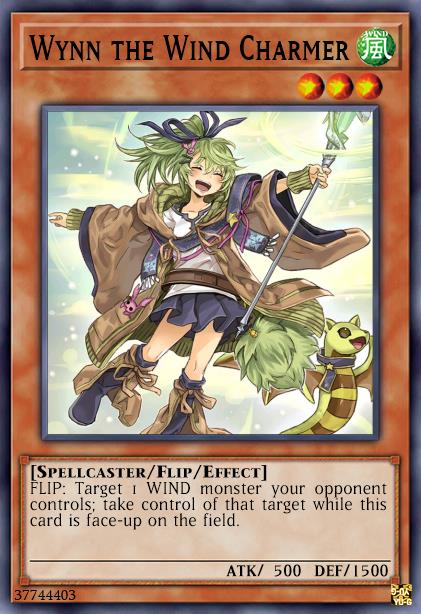 Wynn the Wind Charmer
WIND
風
[Spellcaster/Flip/Effect]
FLIP: Target 1 WIND monster your opponent
controls; take control of that target while this
card is face-up on the field.
ATK/ 500 DEF/1500
37744403